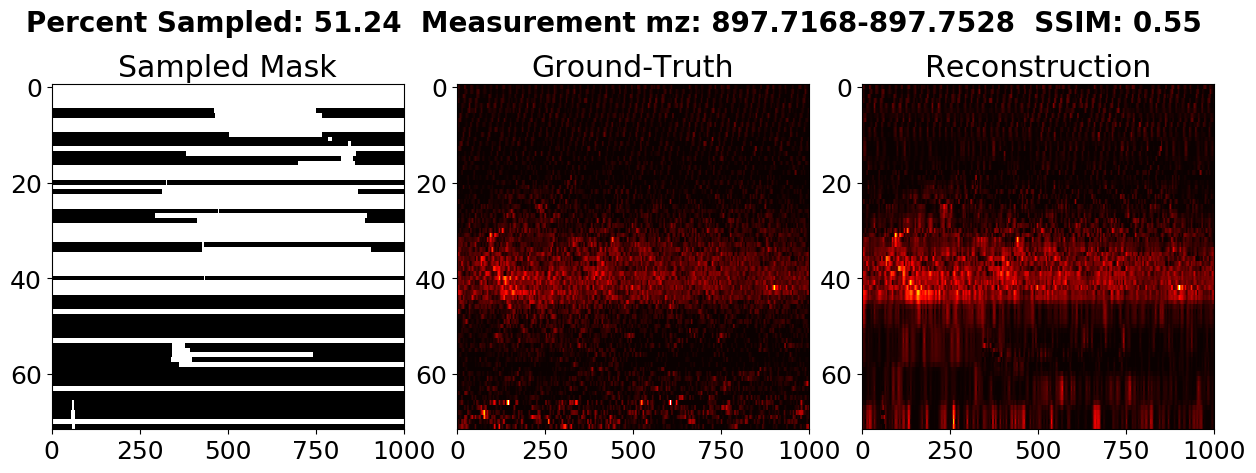 Percent Sampled: 51.24  Measurement mz: 897.7168-897.7528  SSIM: 0.55
Sampled Mask Ground-Truth Reconstruction
0 0 0
20 20 20
40 40 40
60 60 60
0 250 500 750 1000 0 250 500 750 1000 0 250 500 750 1000